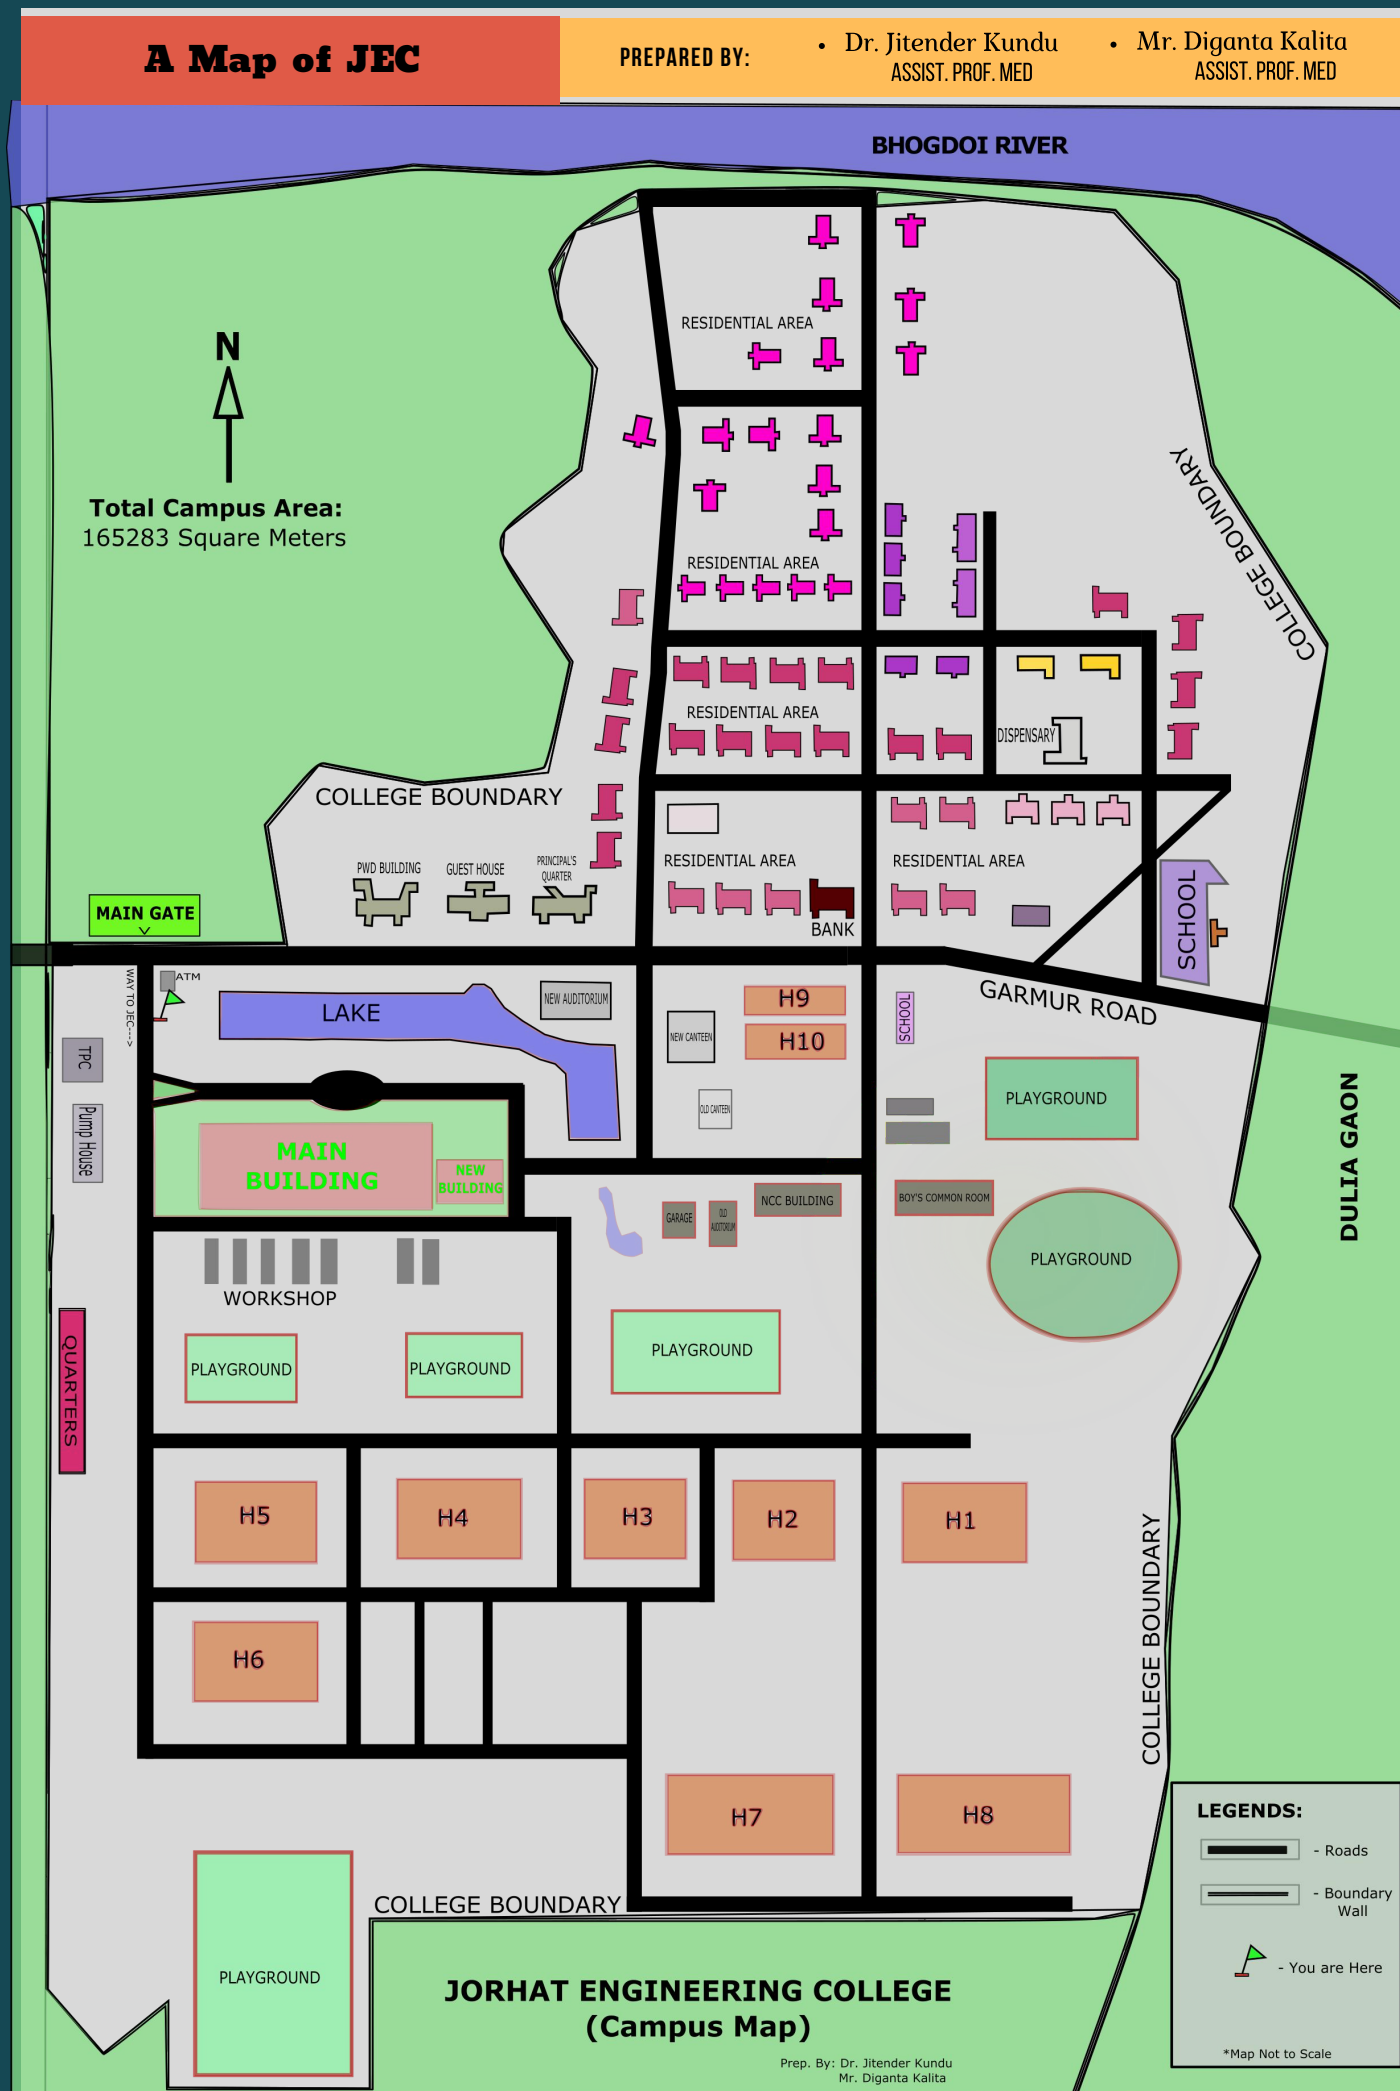 A Map of JEC
PREPARED BY:
• Dr. Jitender Kundu
ASSIST. PROF. MED
• Mr. Diganta Kalita
ASSIST. PROF. MED
BHOGDOI RIVER
N
Total Campus Area:
165283 Square Meters
RESIDENTIAL AREA
COLLEGE BOUNDARY
RESIDENTIAL AREA
RESIDENTIAL AREA
DISPENSARY
COLLEGE BOUNDARY
PWD BUILDING
GUEST HOUSE
PRINCIPAL'S
QUARTER
RESIDENTIAL AREA
RESIDENTIAL AREA
BANK
SCHOOL
MAIN GATE
WAY TO JEC--->
ATM
LAKE
NEW AUDITORIUM
NEW CANTEEN
H9
H10
OLD CANTEEN
SCHOOL
GARMUR ROAD
PLAYGROUND
DULIA GAON
TPC
Pump House
MAIN
BUILDING
NEW
BUILDING
GARAGE
OLD
AUDITORIUM
NCC BUILDING
BOY'S COMMON ROOM
PLAYGROUND
WORKSHOP
QUARTERS
PLAYGROUND
PLAYGROUND
PLAYGROUND
H5
H4
H3
H2
H1
H6
COLLEGE BOUNDARY
H7
H8
COLLEGE BOUNDARY
PLAYGROUND
JORHAT ENGINEERING COLLEGE
(Campus Map)
Prep. By: Dr. Jitender Kundu
Mr. Diganta Kalita
LEGENDS:
- Roads
- Boundary
Wall
- You are Here
*Map Not to Scale